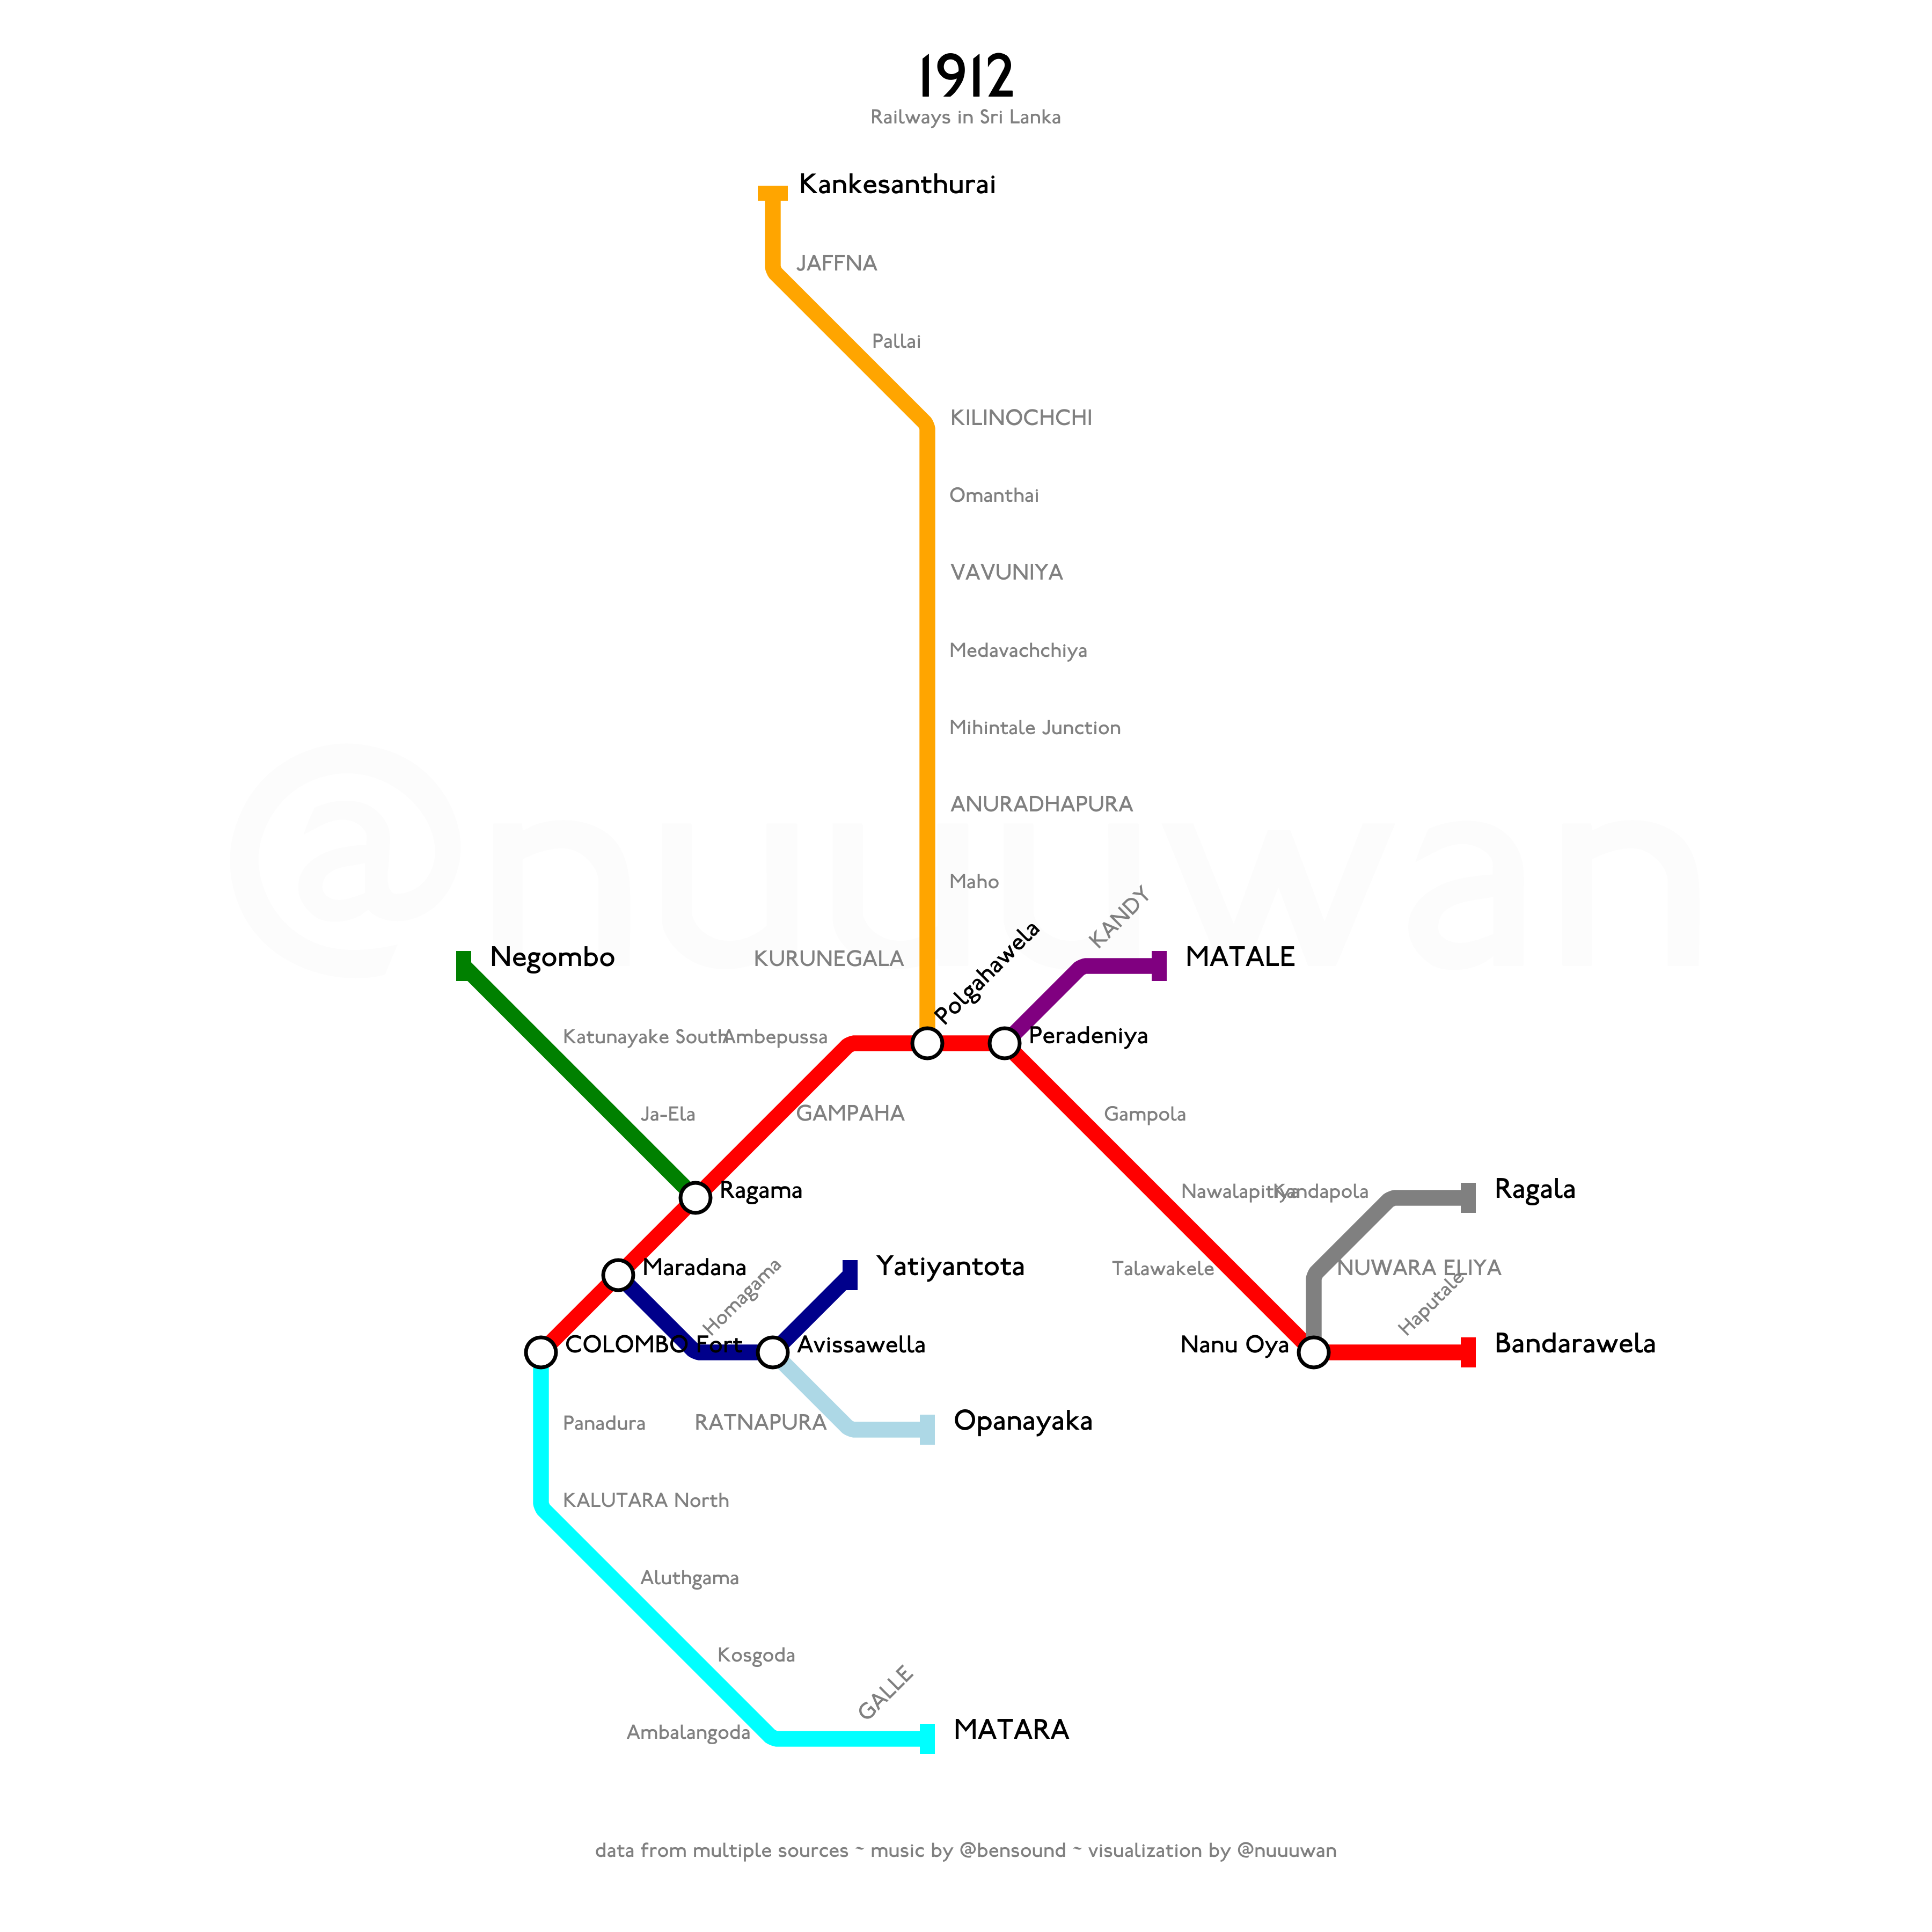 1912
Railways in Sri Lanka
Kankesanthurai
JAFFNA
Pallai
KILINOCHCHI
Omanthai
VAVUNIYA
Medavachchiya
Mihintale Junction
ANURADHAPURA
@nuuuwan
Maho
KANDY
Negombo
KURUNEGALA
Polgahawela
MATALE
Katunayake South
Ambepussa
Peradeniya
Ja-Ela
GAMPAHA
Gampola
Ragama
Nawalapitiya
Kandapola
Ragala
Maradana
Homagama
Yatiyantota
Talawakele
NUWARA ELIYA
Haputale
COLOMBO Fort
Avissawella
Nanu Oya
Bandarawela
Panadura
RATNAPURA
Opanayaka
KALUTARA North
Aluthgama
Kosgoda
GALLE
Ambalangoda
MATARA
data from multiple sources ~ music by @bensound ~ visualization by @nuuuwan